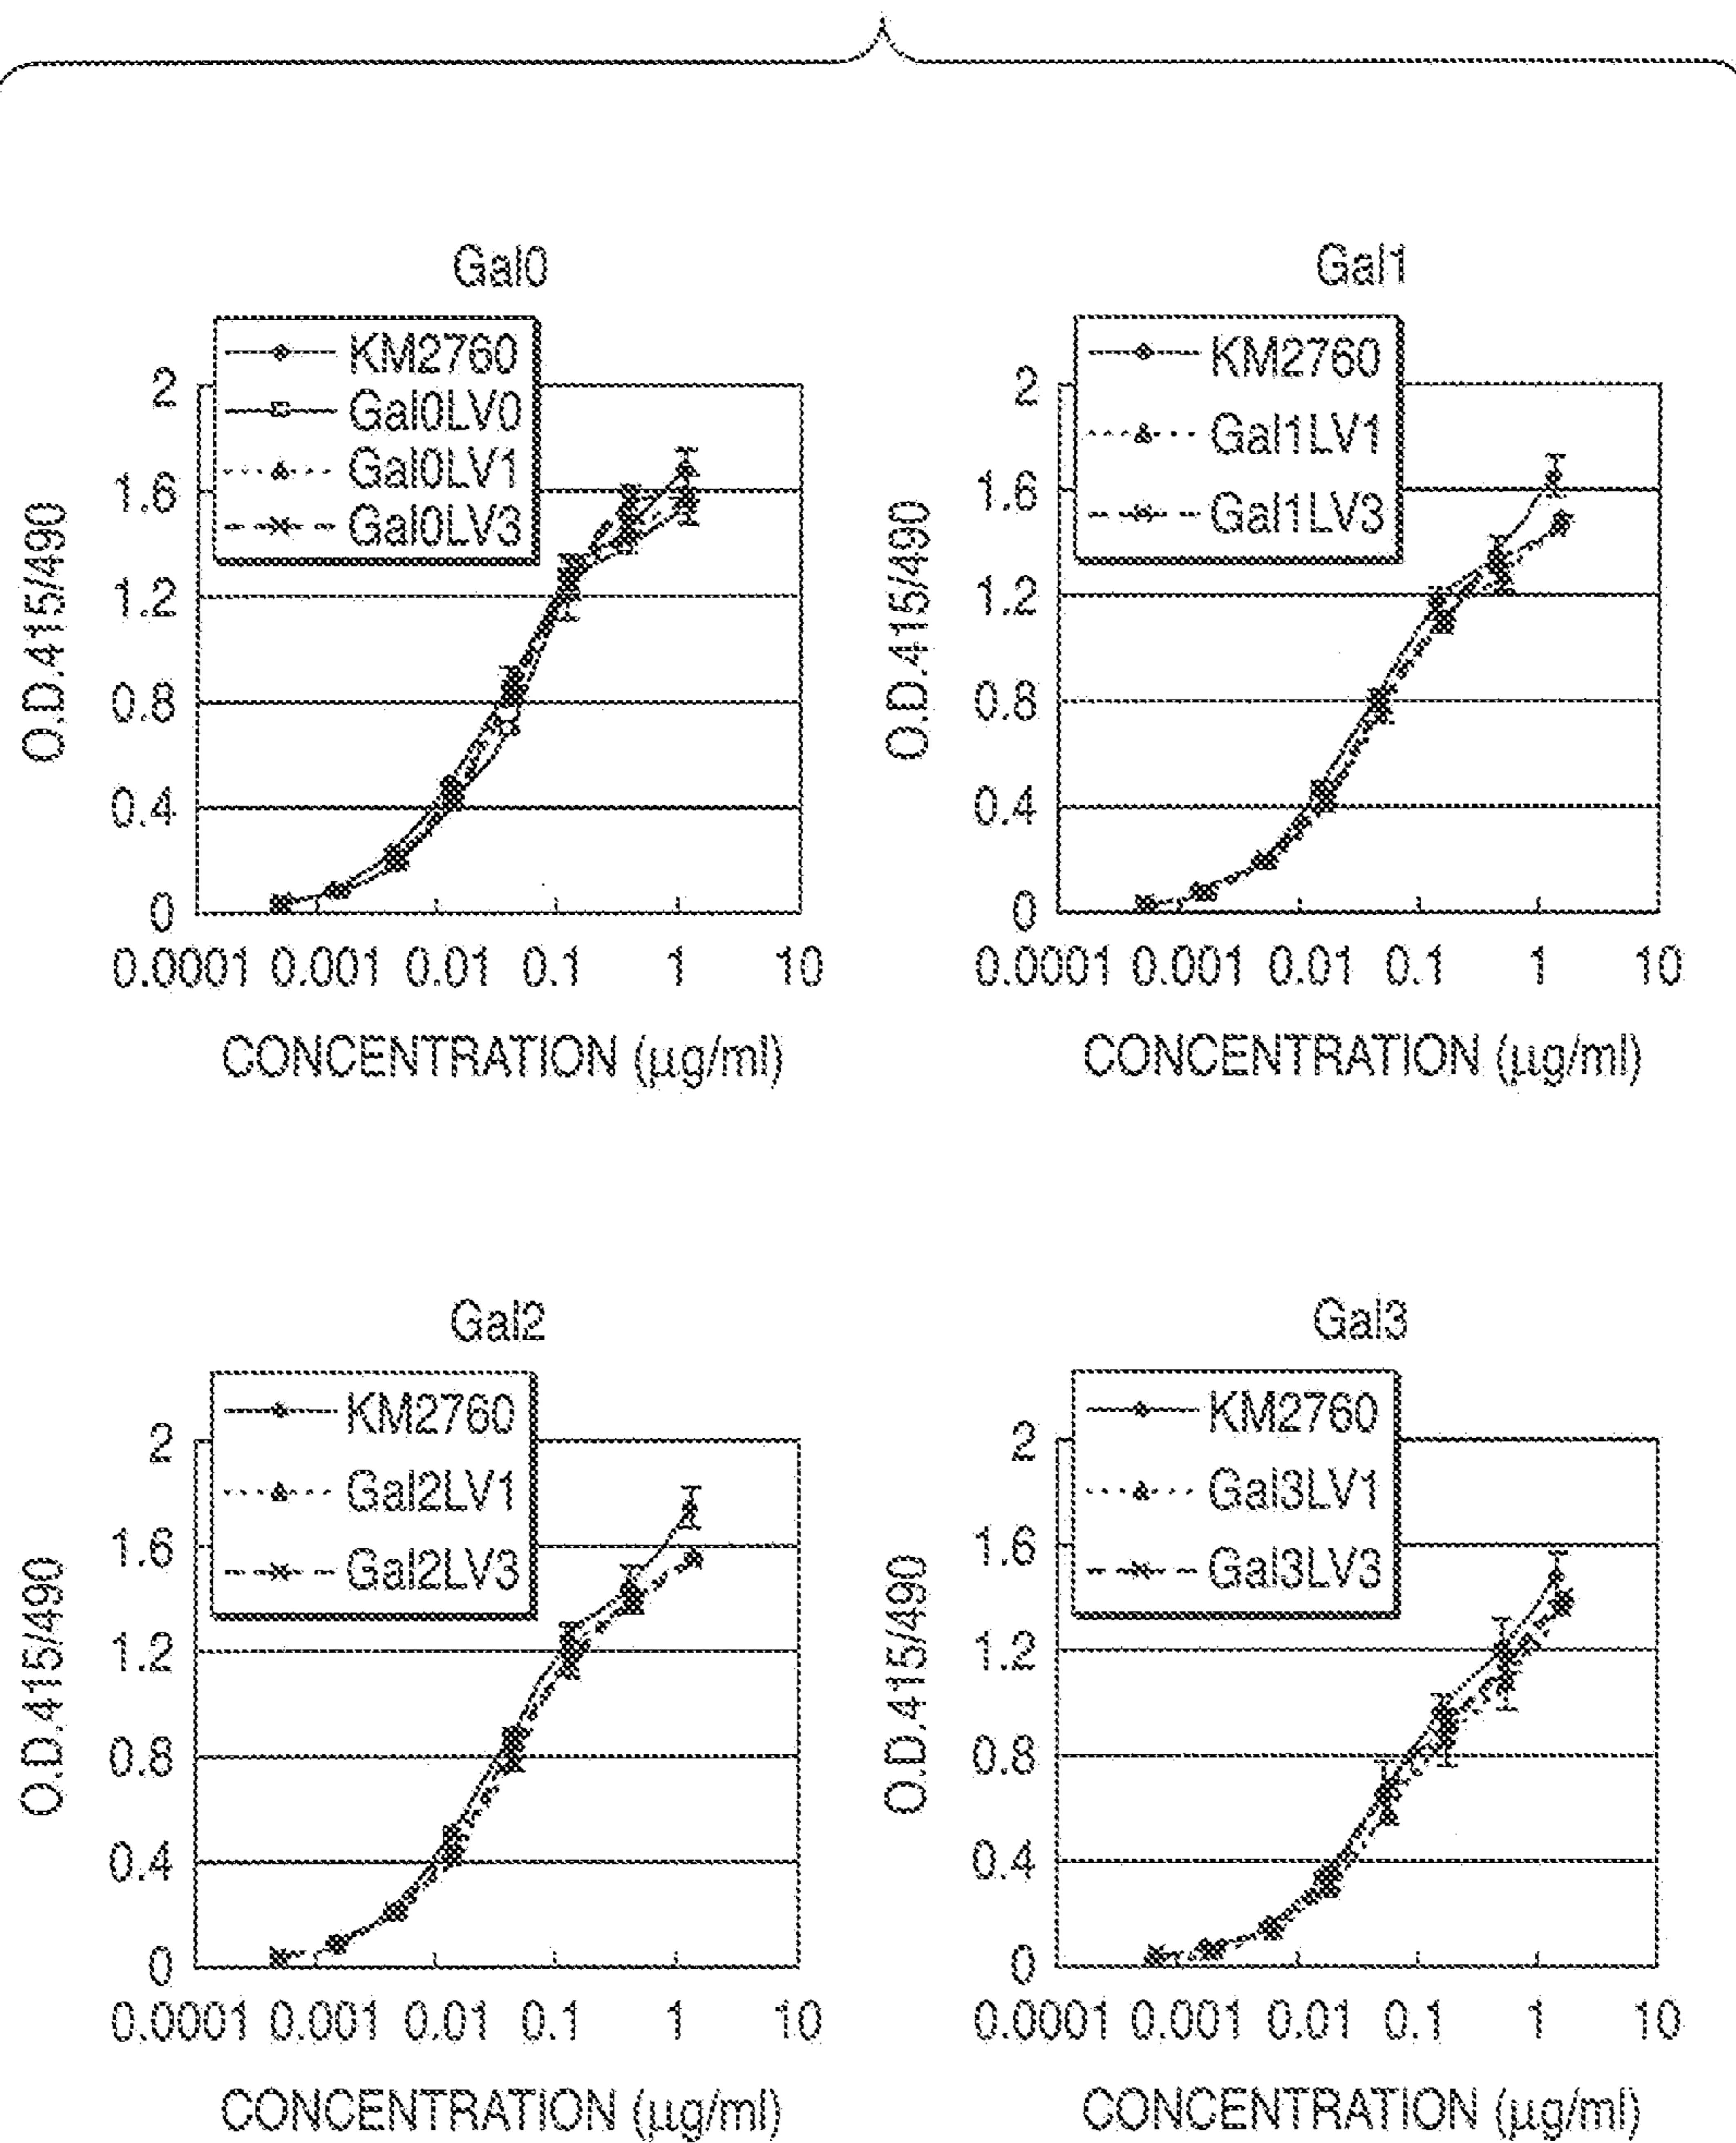 Gal0
KM2760
Gal0LV0
Gal0LV1
Gal0LV3
O.D.415/490
2
1.6
1.2
0.8
0.4
0
0.0001 0.001 0.01 0.1 1 10
CONCENTRATION (µg/ml)
Gal1
KM2760
Gal1LV1
Gal1LV3
O.D.415/490
2
1.6
1.2
0.8
0.4
0
0.0001 0.001 0.01 0.1 1 10
CONCENTRATION (µg/ml)
Gal2
KM2760
Gal2LV1
Gal2LV3
O.D.415/490
2
1.6
1.2
0.8
0.4
0
0.0001 0.001 0.01 0.1 1 10
CONCENTRATION (µg/ml)
Gal3
KM2760
Gal3LV1
Gal3LV3
O.D.415/490
2
1.6
1.2
0.8
0.4
0
0.0001 0.001 0.01 0.1 1 10
CONCENTRATION (µg/ml)